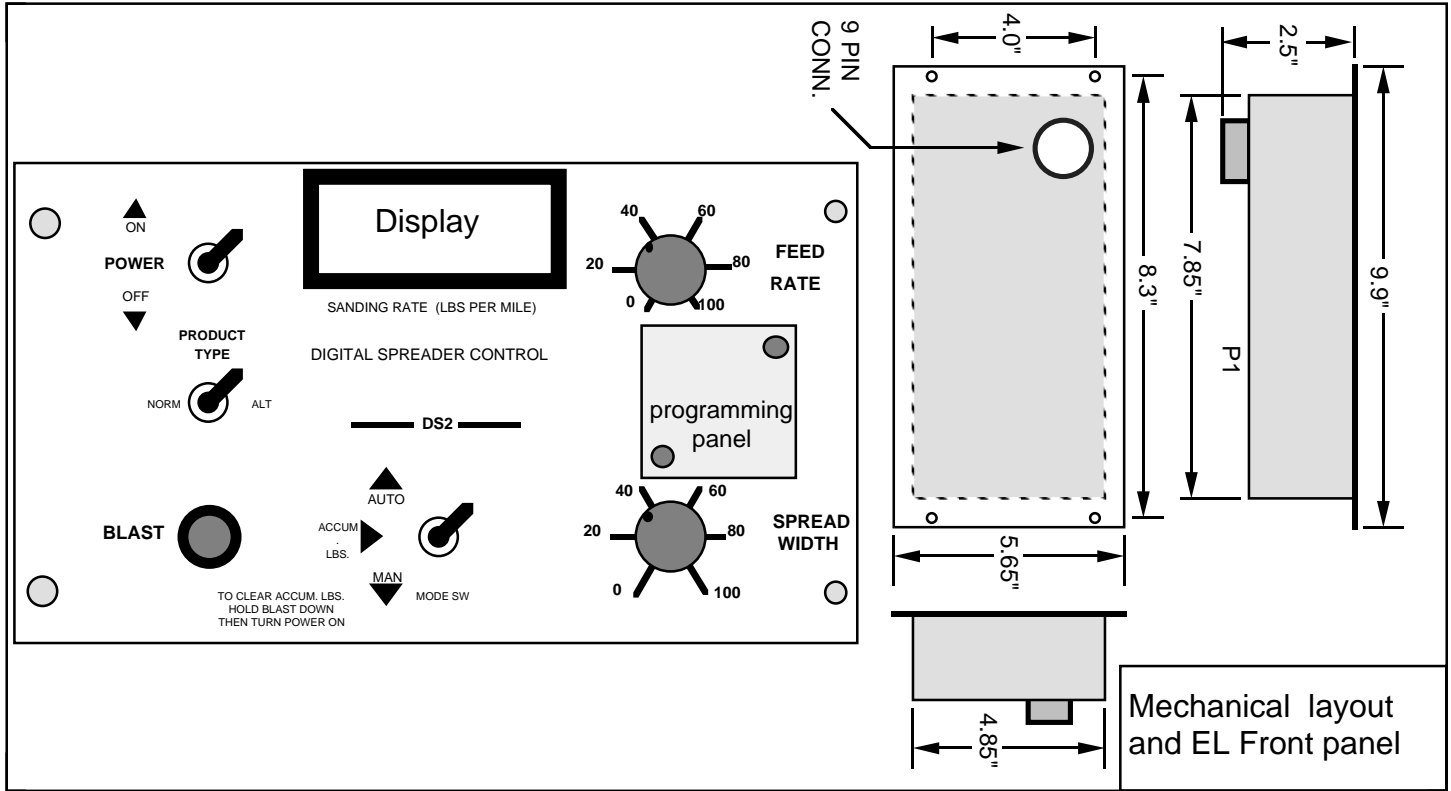 ON
POWER
OFF
PRODUCT
TYPE
NORM
ALT
BLAST
Display
SANDING RATE (LBS PER MILE)
DIGITAL SPREADER CONTROL
DS2
AUTO
ACCUM
.
LBS.
MAN
MODE SW
TO CLEAR ACCUM. LBS.
HOLD BLAST DOWN
THEN TURN POWER ON
0
20
40
60
80
100
FEED
RATE
programming
panel
0
20
40
60
80
100
SPREAD
WIDTH
9 PIN
CONN.
4.0"
8.3"
5.65"
2.5"
7.85"
P1
9.9"
4.85"
Mechanical layout
and EL Front panel